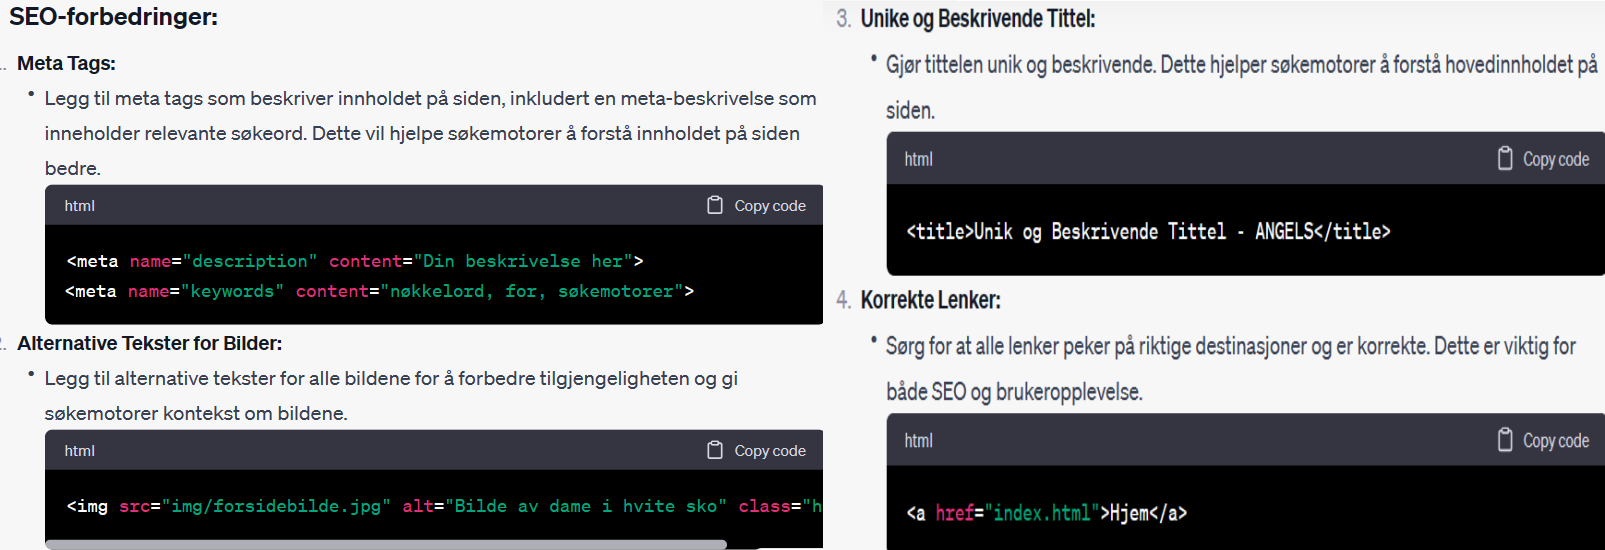 SEO-forbedringer:
Meta Tags:
• Legg til meta tags som beskriver innholdet på siden, inkludert en meta-beskrivelse som
inneholder relevante søkeord. Dette vil hjelpe søkemotorer å forstå innholdet på siden
bedre.
html Copy code
<meta name="description" content="Din beskrivelse her">
<meta name="keywords" content="nøkkelord, for, søkemotorer">
Alternative Tekster for Bilder:
• Legg til alternative tekster for alle bildene for å forbedre tilgjengeligheten og gi
søkemotorer kontekst om bildene.
html Copy code
<img src="img/forsidebilde.jpg" alt="Bilde av dame i hvite sko" class="h
3. Unike og Beskrivende Tittel:
• Gjør tittelen unik og beskrivende. Dette hjelper søkemotorer å forstå hovedinnholdet på
siden.
html Copy code
<title>Unik og Beskrivende Tittel - ANGELS</title>
4. Korrekte Lenker:
• Sørg for at alle lenker peker på riktige destinasjoner og er korrekte. Dette er viktig for
både SEO og brukeropplevelse.
html Copy code
<a href="index.html">Hjem</a>